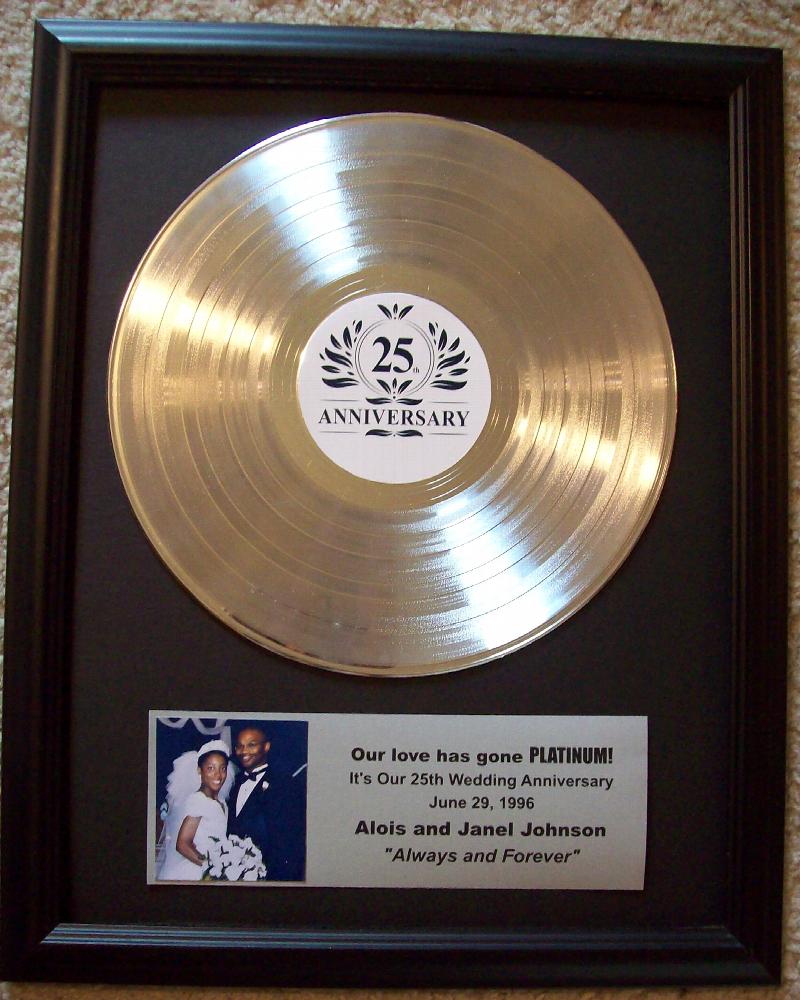 25th
ANNIVERSARY
Our love has gone PLATINUM!
It's Our 25th Wedding Anniversary
June 29, 1996
Alois and Janel Johnson
"Always and Forever"